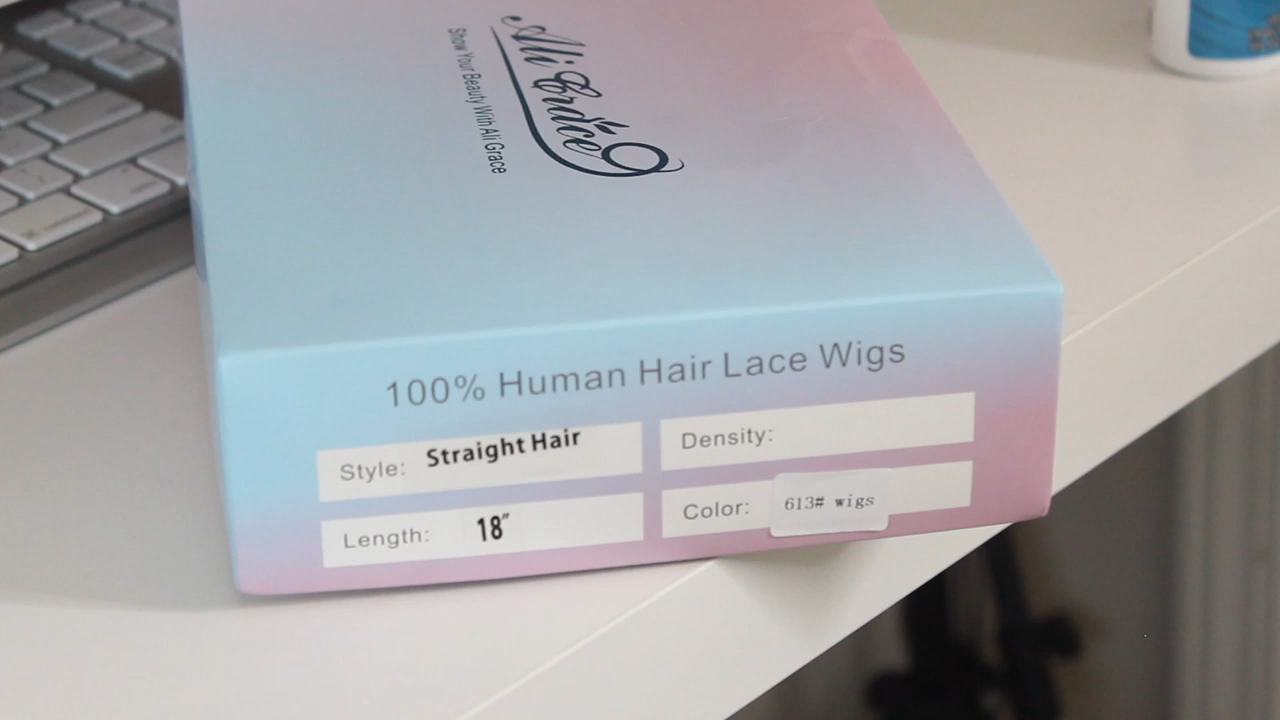 Ali Grace
Show Your Beauty With Ali Grace
100% Human Hair Lace Wigs
Style: Straight Hair
Density:
Length: 18"
Color: 613# wigs